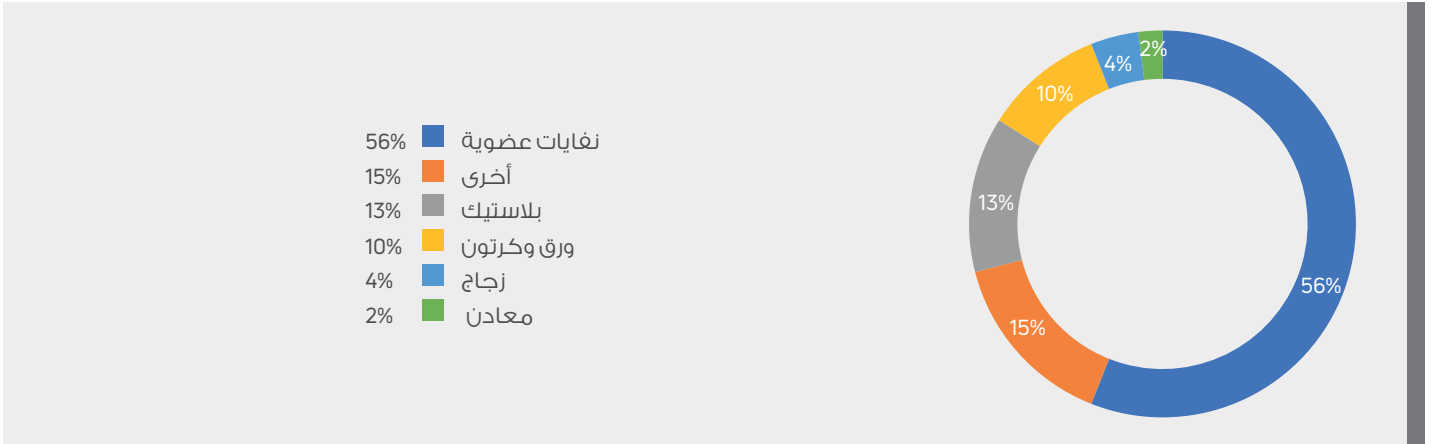 نفايات عضوية 56%
أخرى 15%
بلاستيك 13%
ورق وكرتون 10%
زجاج 4%
معادن 2%
2%
4%
10%
13%
56%
15%